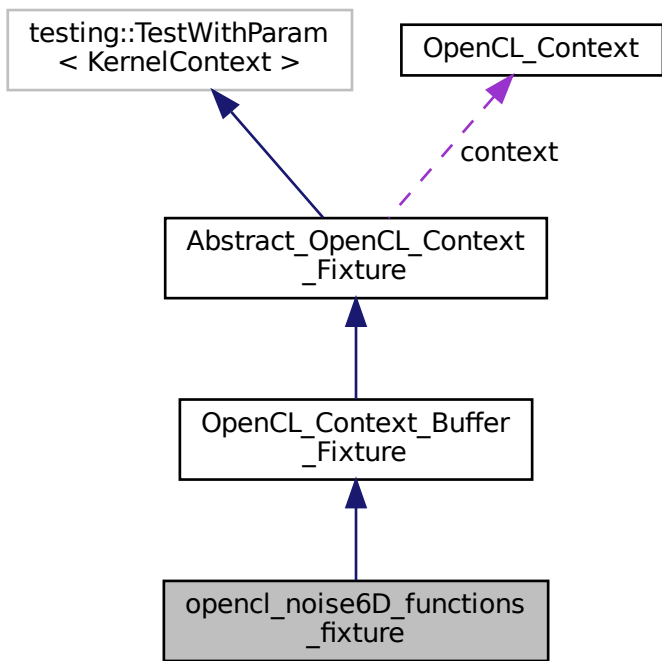 testing::TestWithParam
< KernelContext >
OpenCL_Context
context
Abstract_OpenCL_Context
_Fixture
OpenCL_Context_Buffer
_Fixture
opencl_noise6D_functions
_fixture